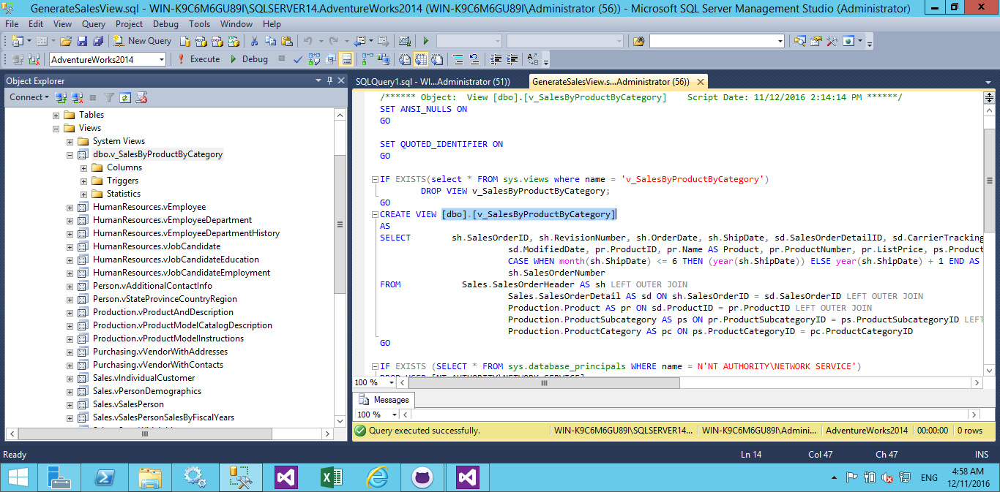 GenerateSalesView.sql - WIN-K9C6M6GU89I\SQLSERVER14.AdventureWorks2014 (WIN-K9C6M6GU89I\Administrator (56)) - Microsoft SQL Server Management Studio (Administrator)
File Edit View Query Project Debug Tools Window Help
New Query
AdventureWorks2014 Execute Debug
Object Explorer
Connect
Tables
Views
System Views
dbo.v_SalesByProductByCategory
Columns
Triggers
Statistics
HumanResources.vEmployee
HumanResources.vEmployeeDepartment
HumanResources.vEmployeeDepartmentHistory
HumanResources.vJobCandidate
HumanResources.vJobCandidateEducation
HumanResources.vJobCandidateEmployment
Person.vAdditionalContactInfo
Person.vStateProvinceCountryRegion
Production.vProductAndDescription
Production.vProductModelCatalogDescription
Production.vProductModelInstructions
Purchasing.vVendorWithAddresses
Purchasing.vVendorWithContacts
Sales.vIndividualCustomer
Sales.vPersonDemographics
Sales.vSalesPerson
Sales.vSalesPersonSalesByFiscalYears
SQLQuery1.sql - WI...Administrator (51)) GenerateSalesView.s...Administrator (56))
/****** Object:  View [dbo].[v_SalesByProductByCategory]    Script Date: 11/12/2016 2:14:14 PM ******/
SET ANSI_NULLS ON
GO
SET QUOTED_IDENTIFIER ON
GO
IF EXISTS(select * FROM sys.views where name = 'v_SalesByProductByCategory')
DROP VIEW v_SalesByProductByCategory;
GO
CREATE VIEW [dbo].[v_SalesByProductByCategory]
AS
SELECT sh.SalesOrderID, sh.RevisionNumber, sh.OrderDate, sh.ShipDate, sd.SalesOrderDetailID, sd.CarrierTracking
sd.ModifiedDate, pr.ProductID, pr.Name AS Product, pr.ProductNumber, pr.ListPrice, ps.Product
CASE WHEN month(sh.ShipDate) <= 6 THEN (year(sh.ShipDate)) ELSE year(sh.ShipDate) + 1 END AS
sh.SalesOrderNumber
FROM Sales.SalesOrderHeader AS sh LEFT OUTER JOIN
Sales.SalesOrderDetail AS sd ON sh.SalesOrderID = sd.SalesOrderID LEFT OUTER JOIN
Production.Product AS pr ON sd.ProductID = pr.ProductID LEFT OUTER JOIN
Production.ProductSubcategory AS ps ON pr.ProductSubcategoryID = ps.ProductSubcategoryID LEFT
Production.ProductCategory AS pc ON ps.ProductCategoryID = pc.ProductCategoryID
GO
IF EXISTS (SELECT * FROM sys.database_principals WHERE name = N'NT AUTHORITY\NETWORK SERVICE')
DROP USER [NT AUTHORITY\NETWORK SERVICE]
100 %
Messages
100 %
Query executed successfully. WIN-K9C6M6GU89I\SQLSERVER14... WIN-K9C6M6GU89I\Admini... AdventureWorks2014 00:00:00 0 rows
Ready Ln 14 Col 47 Ch 47 INS
ENG
4:58 AM
12/11/2016